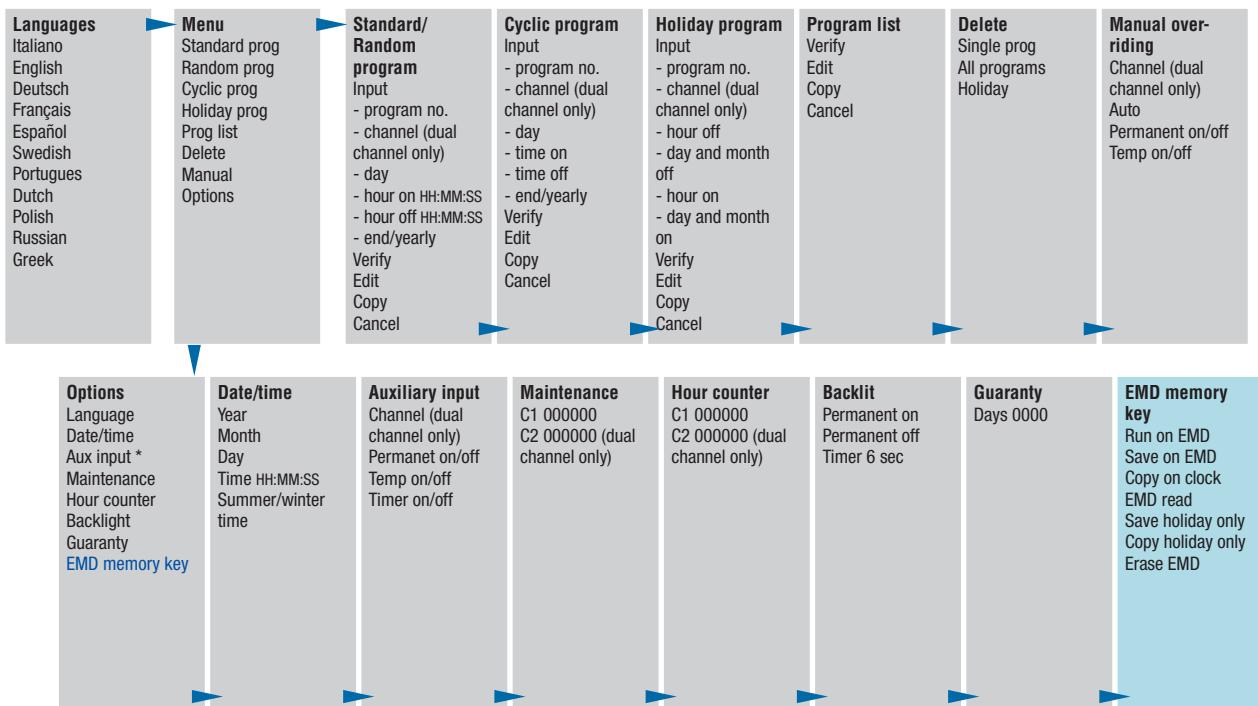 Languages
Italiano
English
Deutsch
Français
Español
Swedish
Portugues
Dutch
Polish
Russian
Greek
Menu
Standard prog
Random prog
Cyclic prog
Holiday prog
Prog list
Delete
Manual
Options
Standard/
Random
program
Input
- program no.
- channel (dual
channel only)
- day
- hour on HH:MM:SS
- hour off HH:MM:SS
- end/yearly
Verify
Edit
Copy
Cancel
Cyclic program
Input
- program no.
- channel (dual
channel only)
- day
- time on
- time off
- end/yearly
Verify
Edit
Copy
Cancel
Holiday program
Input
- program no.
- channel (dual
channel only)
- hour off
- day and month
off
- hour on
- day and month
on
Verify
Edit
Copy
Cancel
Program list
Verify
Edit
Copy
Cancel
Delete
Single prog
All programs
Holiday
Manual over-
riding
Channel (dual
channel only)
Auto
Permanent on/off
Temp on/off
Options
Language
Date/time
Aux input *
Maintenance
Hour counter
Backlight
Guaranty
EMD memory key
Date/time
Year
Month
Day
Time HH:MM:SS
Summer/winter
time
Auxiliary input
Channel (dual
channel only)
Permanet on/off
Temp on/off
Timer on/off
Maintenance
C1 000000
C2 000000 (dual
channel only)
Hour counter
C1 000000
C2 000000 (dual
channel only)
Backlit
Permanent on
Permanent off
Timer 6 sec
Guaranty
Days 0000
EMD memory
key
Run on EMD
Save on EMD
Copy on clock
EMD read
Save holiday only
Copy holiday only
Erase EMD